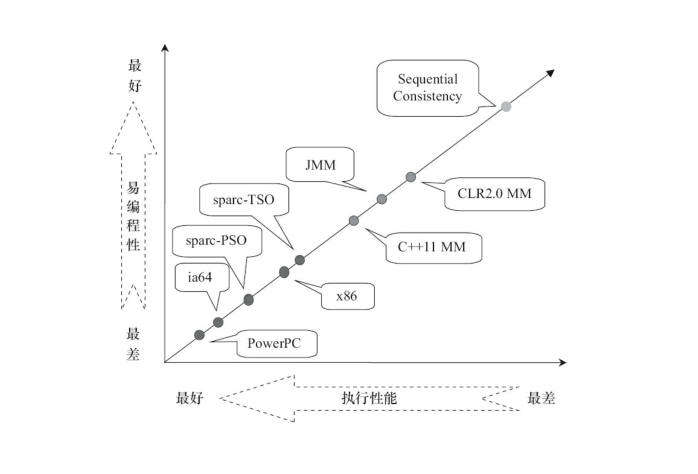 最
好
易
编
程
性
最
差
Sequential
Consistency
JMM
CLR2.0 MM
sparc-TSO
C++11 MM
sparc-PSO
ia64
x86
PowerPC
最好
执行性能
最差